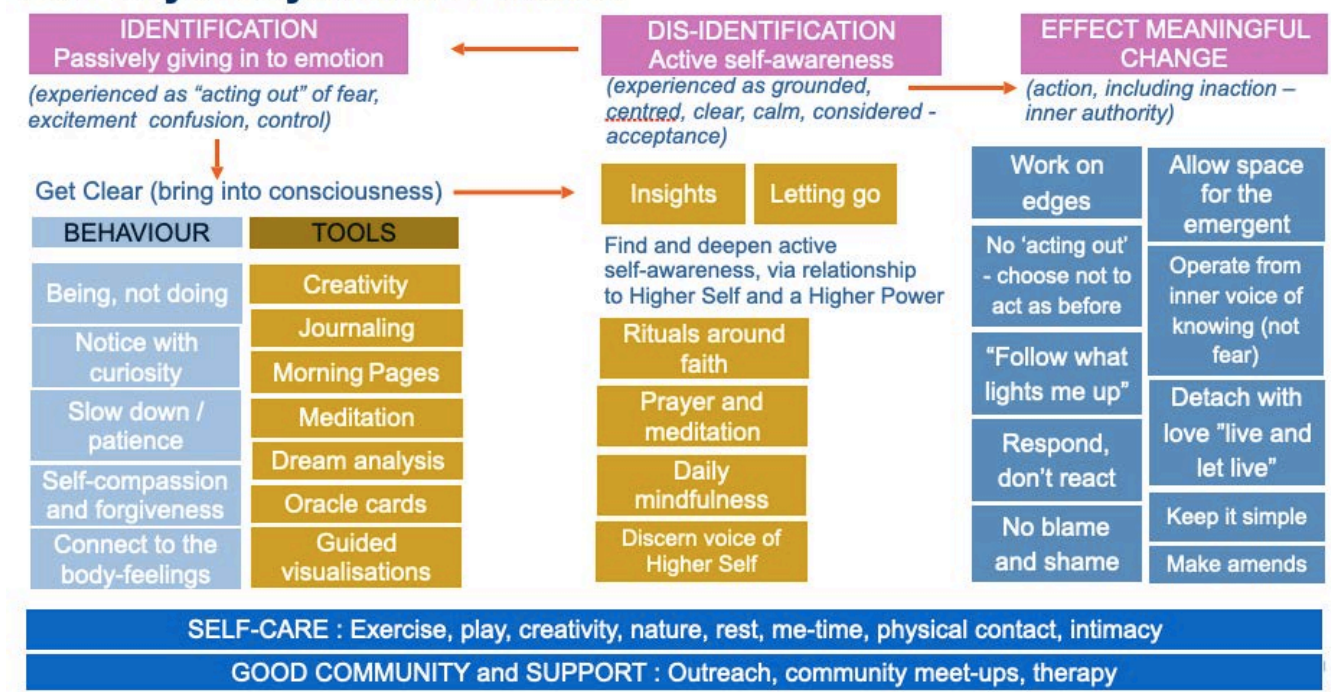 IDENTIFICATION
Passively giving in to emotion
(experienced as “acting out” of fear,
excitement confusion, control)
Get Clear (bring into consciousness)
BEHAVIOUR
Being, not doing
Notice with
curiosity
Slow down /
patience
Self-compassion
and forgiveness
Connect to the
body-feelings
TOOLS
Creativity
Journaling
Morning Pages
Meditation
Dream analysis
Oracle cards
Guided
visualisations
DIS-IDENTIFICATION
Active self-awareness
(experienced as grounded,
centred, clear, calm, considered -
acceptance)
Insights
Letting go
Find and deepen active
self-awareness, via relationship
to Higher Self and a Higher Power
Rituals around
faith
Prayer and
meditation
Daily
mindfulness
Discern voice of
Higher Self
EFFECT MEANINGFUL
CHANGE
(action, including inaction –
inner authority)
Work on
edges
No ‘acting out’
- choose not to
act as before
“Follow what
lights me up”
Respond,
don’t react
No blame
and shame
Allow space
for the
emergent
Operate from
inner voice of
knowing (not
fear)
Detach with
love ”live and
let live”
Keep it simple
Make amends
SELF-CARE : Exercise, play, creativity, nature, rest, me-time, physical contact, intimacy
GOOD COMMUNITY and SUPPORT : Outreach, community meet-ups, therapy